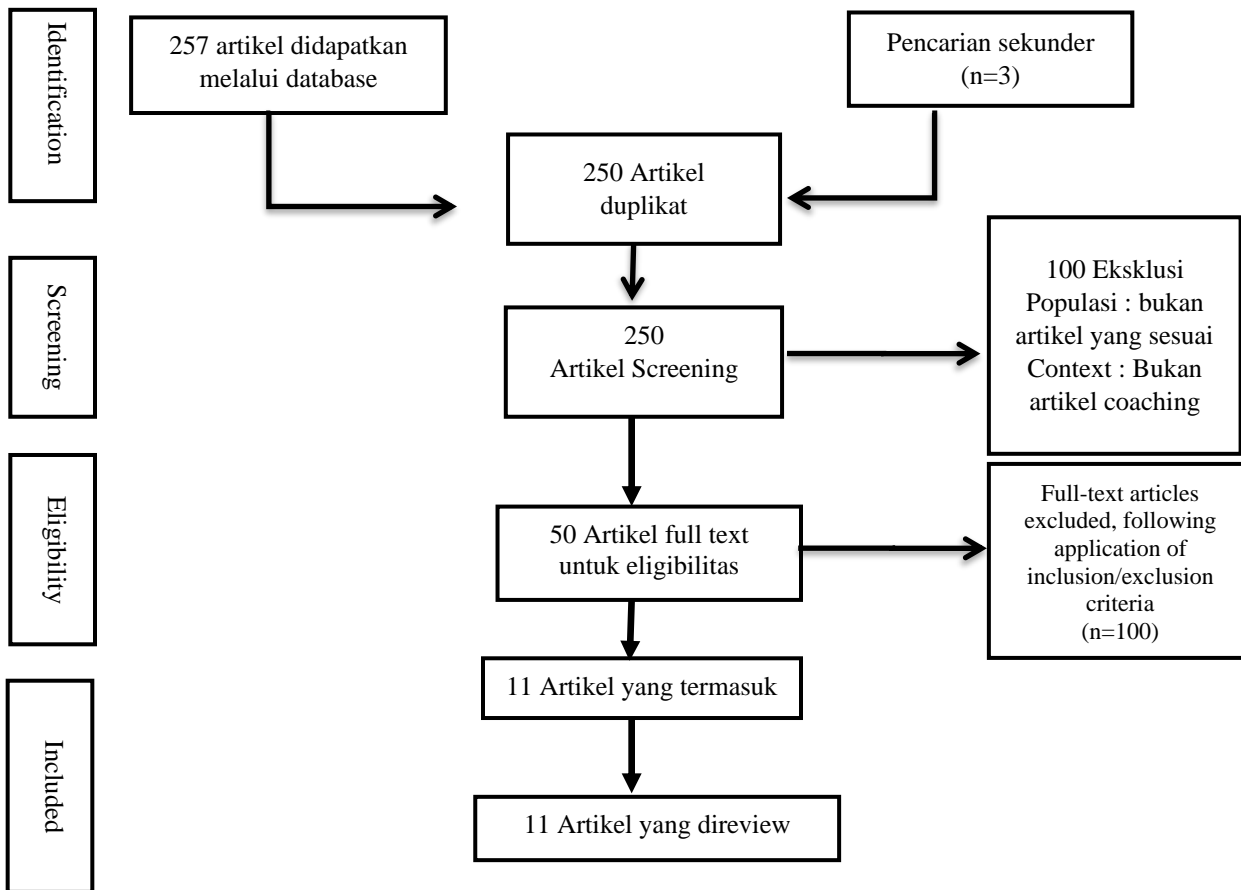 Identification
257 artikel didapatkan
melalui database
Pencarian sekunder
(n=3)
250 Artikel
duplikat
Screening
250
Artikel Screening
100 Eksklusi
Populasi : bukan
artikel yang sesuai
Context : Bukan
artikel coaching
Eligibility
50 Artikel full text
untuk eligibilitas
Full-text articles
excluded, following
application of
inclusion/exclusion
criteria
(n=100)
Included
11 Artikel yang termasuk
11 Artikel yang direview